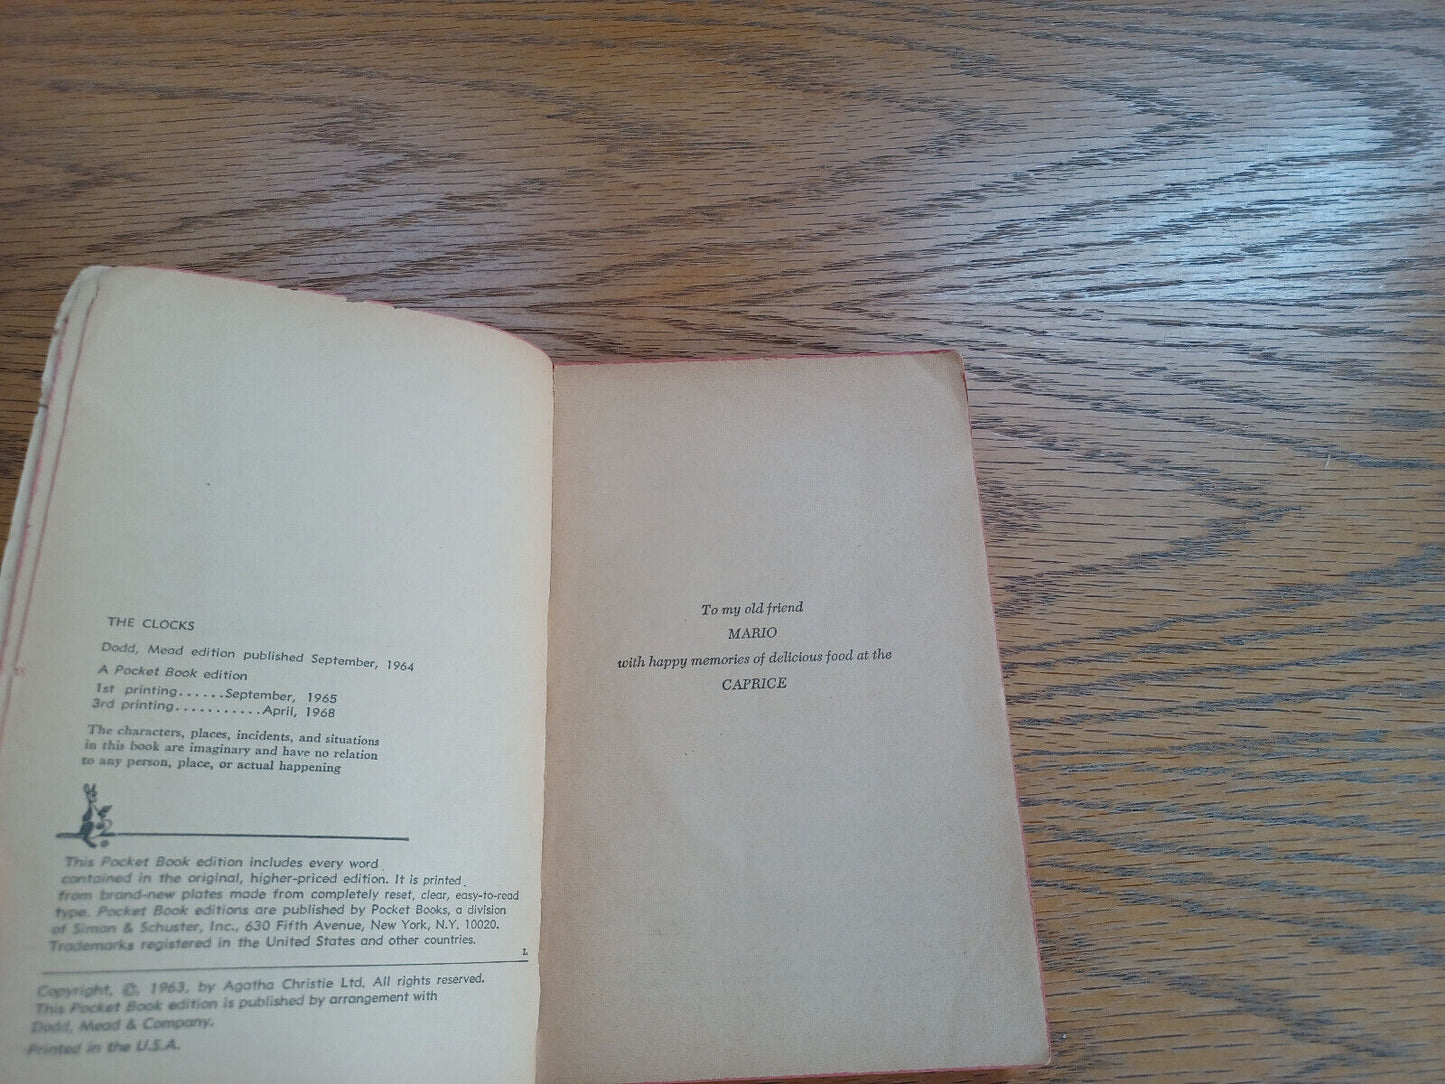 THE CLOCKS
Dodd, Mead edition published September, 1964
A Pocket Book edition
1st printing......September, 1965
3rd printing...........April, 1968
The characters, places, incidents, and situations
in this book are imaginary and have no relation
to any person, place, or actual happening
This Pocket Book edition includes every word
contained in the original, higher-priced edition. It is printed
from brand-new plates made from completely reset, clear, easy-to-read
type. Pocket Book editions are published by Pocket Books, a division
of Simon & Schuster, Inc., 630 Fifth Avenue, New York, N.Y. 10020.
Trademarks registered in the United States and other countries.
L
Copyright, ©, 1963, by Agatha Christie Ltd. All rights reserved.
This Pocket Book edition is published by arrangement with
Dodd, Mead & Company.
Printed in the U.S.A.
To my old friend
MARIO
with happy memories of delicious food at the
CAPRICE